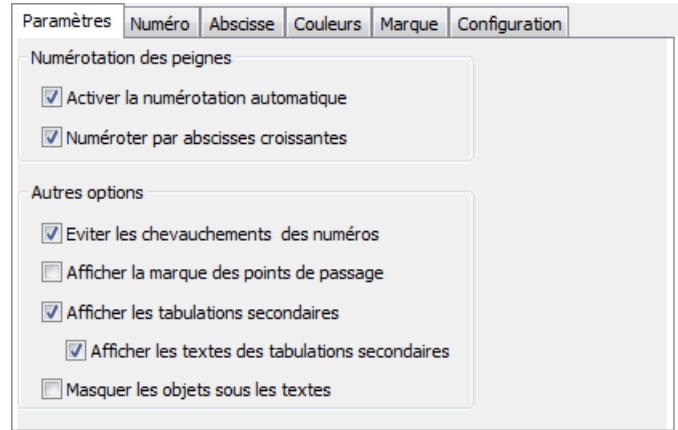 Paramètres Numéro Abscisse Couleurs Marque Configuration
Numérotation des peignes
Activer la numérotation automatique
Numéroter par abscisses croissantes
Autres options
Eviter les chevauchements des numéros
Afficher la marque des points de passage
Afficher les tabulations secondaires
Afficher les textes des tabulations secondaires
Masquer les objets sous les textes